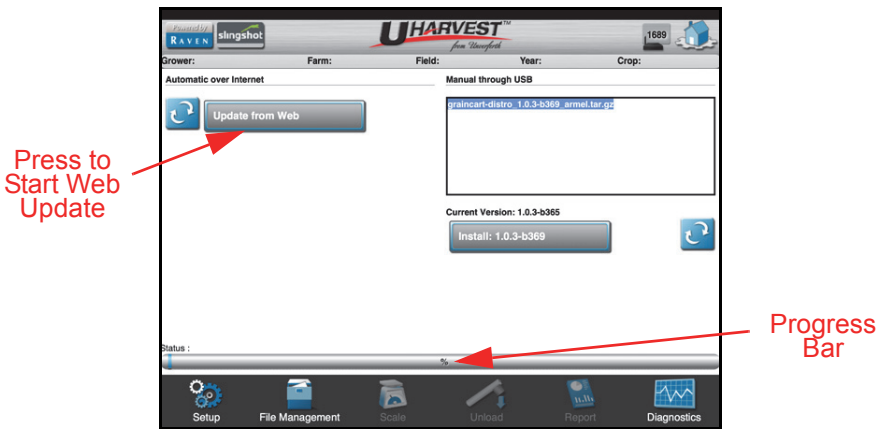 Powered by
RAVEN
slingshot
UHARVEST™
from Unverferth
1689
Grower: Farm: Field: Year: Crop:
Automatic over Internet
Manual through USB
Update from Web
graincart-distro_1.0.3-b369_armel.tar.gz
Press to
Start Web
Update
Current Version: 1.0.3-b365
Install: 1.0.3-b369
Progress
Bar
Status :
%
Setup File Management Scale Unload Report Diagnostics